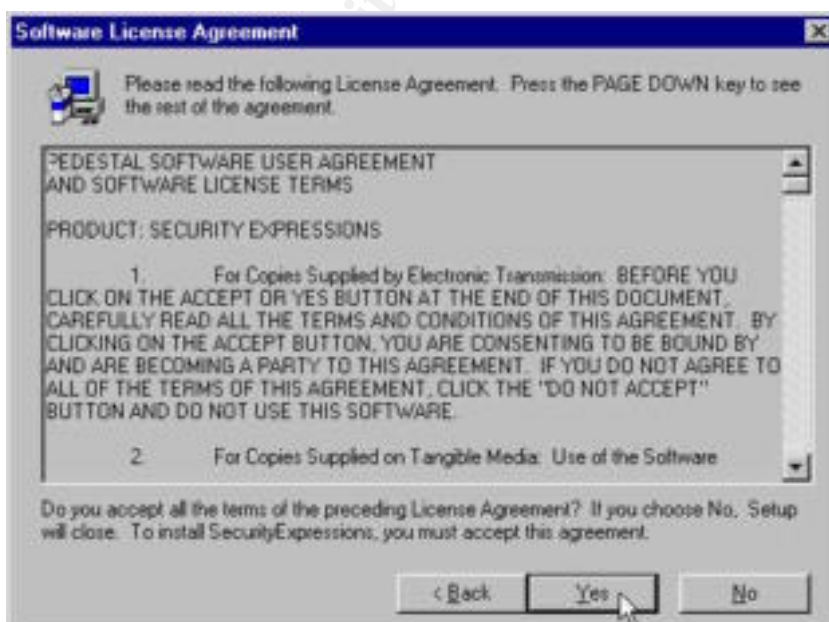 Software License Agreement
Please read the following License Agreement. Press the PAGE DOWN key to see
the rest of the agreement.
PEDESTAL SOFTWARE USER AGREEMENT
AND SOFTWARE LICENSE TERMS
PRODUCT: SECURITY EXPRESSIONS
1. For Copies Supplied by Electronic Transmission: BEFORE YOU
CLICK ON THE ACCEPT OR YES BUTTON AT THE END OF THIS DOCUMENT,
CAREFULLY READ ALL THE TERMS AND CONDITIONS OF THIS AGREEMENT. BY
CLICKING ON THE ACCEPT BUTTON, YOU ARE CONSENTING TO BE BOUND BY
AND ARE BECOMING A PARTY TO THIS AGREEMENT. IF YOU DO NOT AGREE TO
ALL OF THE TERMS OF THIS AGREEMENT, CLICK THE "DO NOT ACCEPT"
BUTTON AND DO NOT USE THIS SOFTWARE.
2. For Copies Supplied on Tangible Media: Use of the Software
Do you accept all the terms of the preceding License Agreement? If you choose No, Setup
will close. To install SecurityExpressions, you must accept this agreement.
< Back Yes No